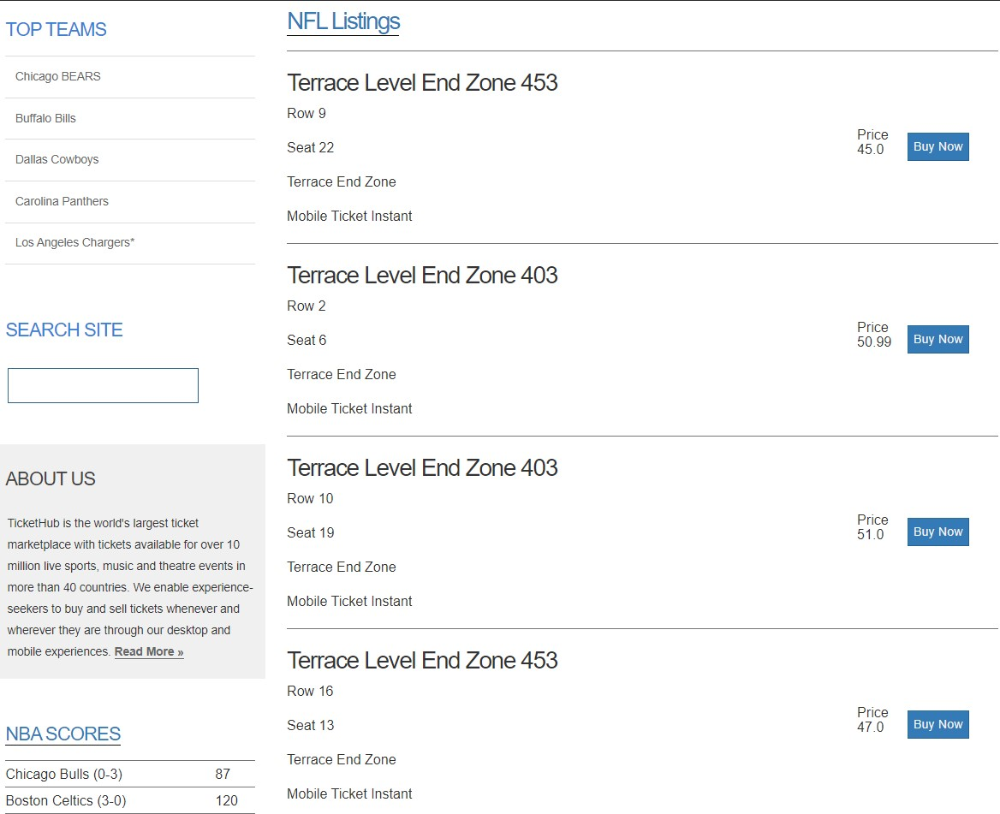 TOP TEAMS
Chicago BEARS
Buffalo Bills
Dallas Cowboys
Carolina Panthers
Los Angeles Chargers*
SEARCH SITE
ABOUT US
TicketHub is the world's largest ticket
marketplace with tickets available for over 10
million live sports, music and theatre events in
more than 40 countries. We enable experience-
seekers to buy and sell tickets whenever and
wherever they are through our desktop and
mobile experiences. Read More »
NBA SCORES
Chicago Bulls (0-3) 87
Boston Celtics (3-0) 120
NFL Listings
Terrace Level End Zone 453
Row 9
Seat 22
Terrace End Zone
Mobile Ticket Instant
Price
45.0
Buy Now
Terrace Level End Zone 403
Row 2
Seat 6
Terrace End Zone
Mobile Ticket Instant
Price
50.99
Buy Now
Terrace Level End Zone 403
Row 10
Seat 19
Terrace End Zone
Mobile Ticket Instant
Price
51.0
Buy Now
Terrace Level End Zone 453
Row 16
Seat 13
Terrace End Zone
Mobile Ticket Instant
Price
47.0
Buy Now